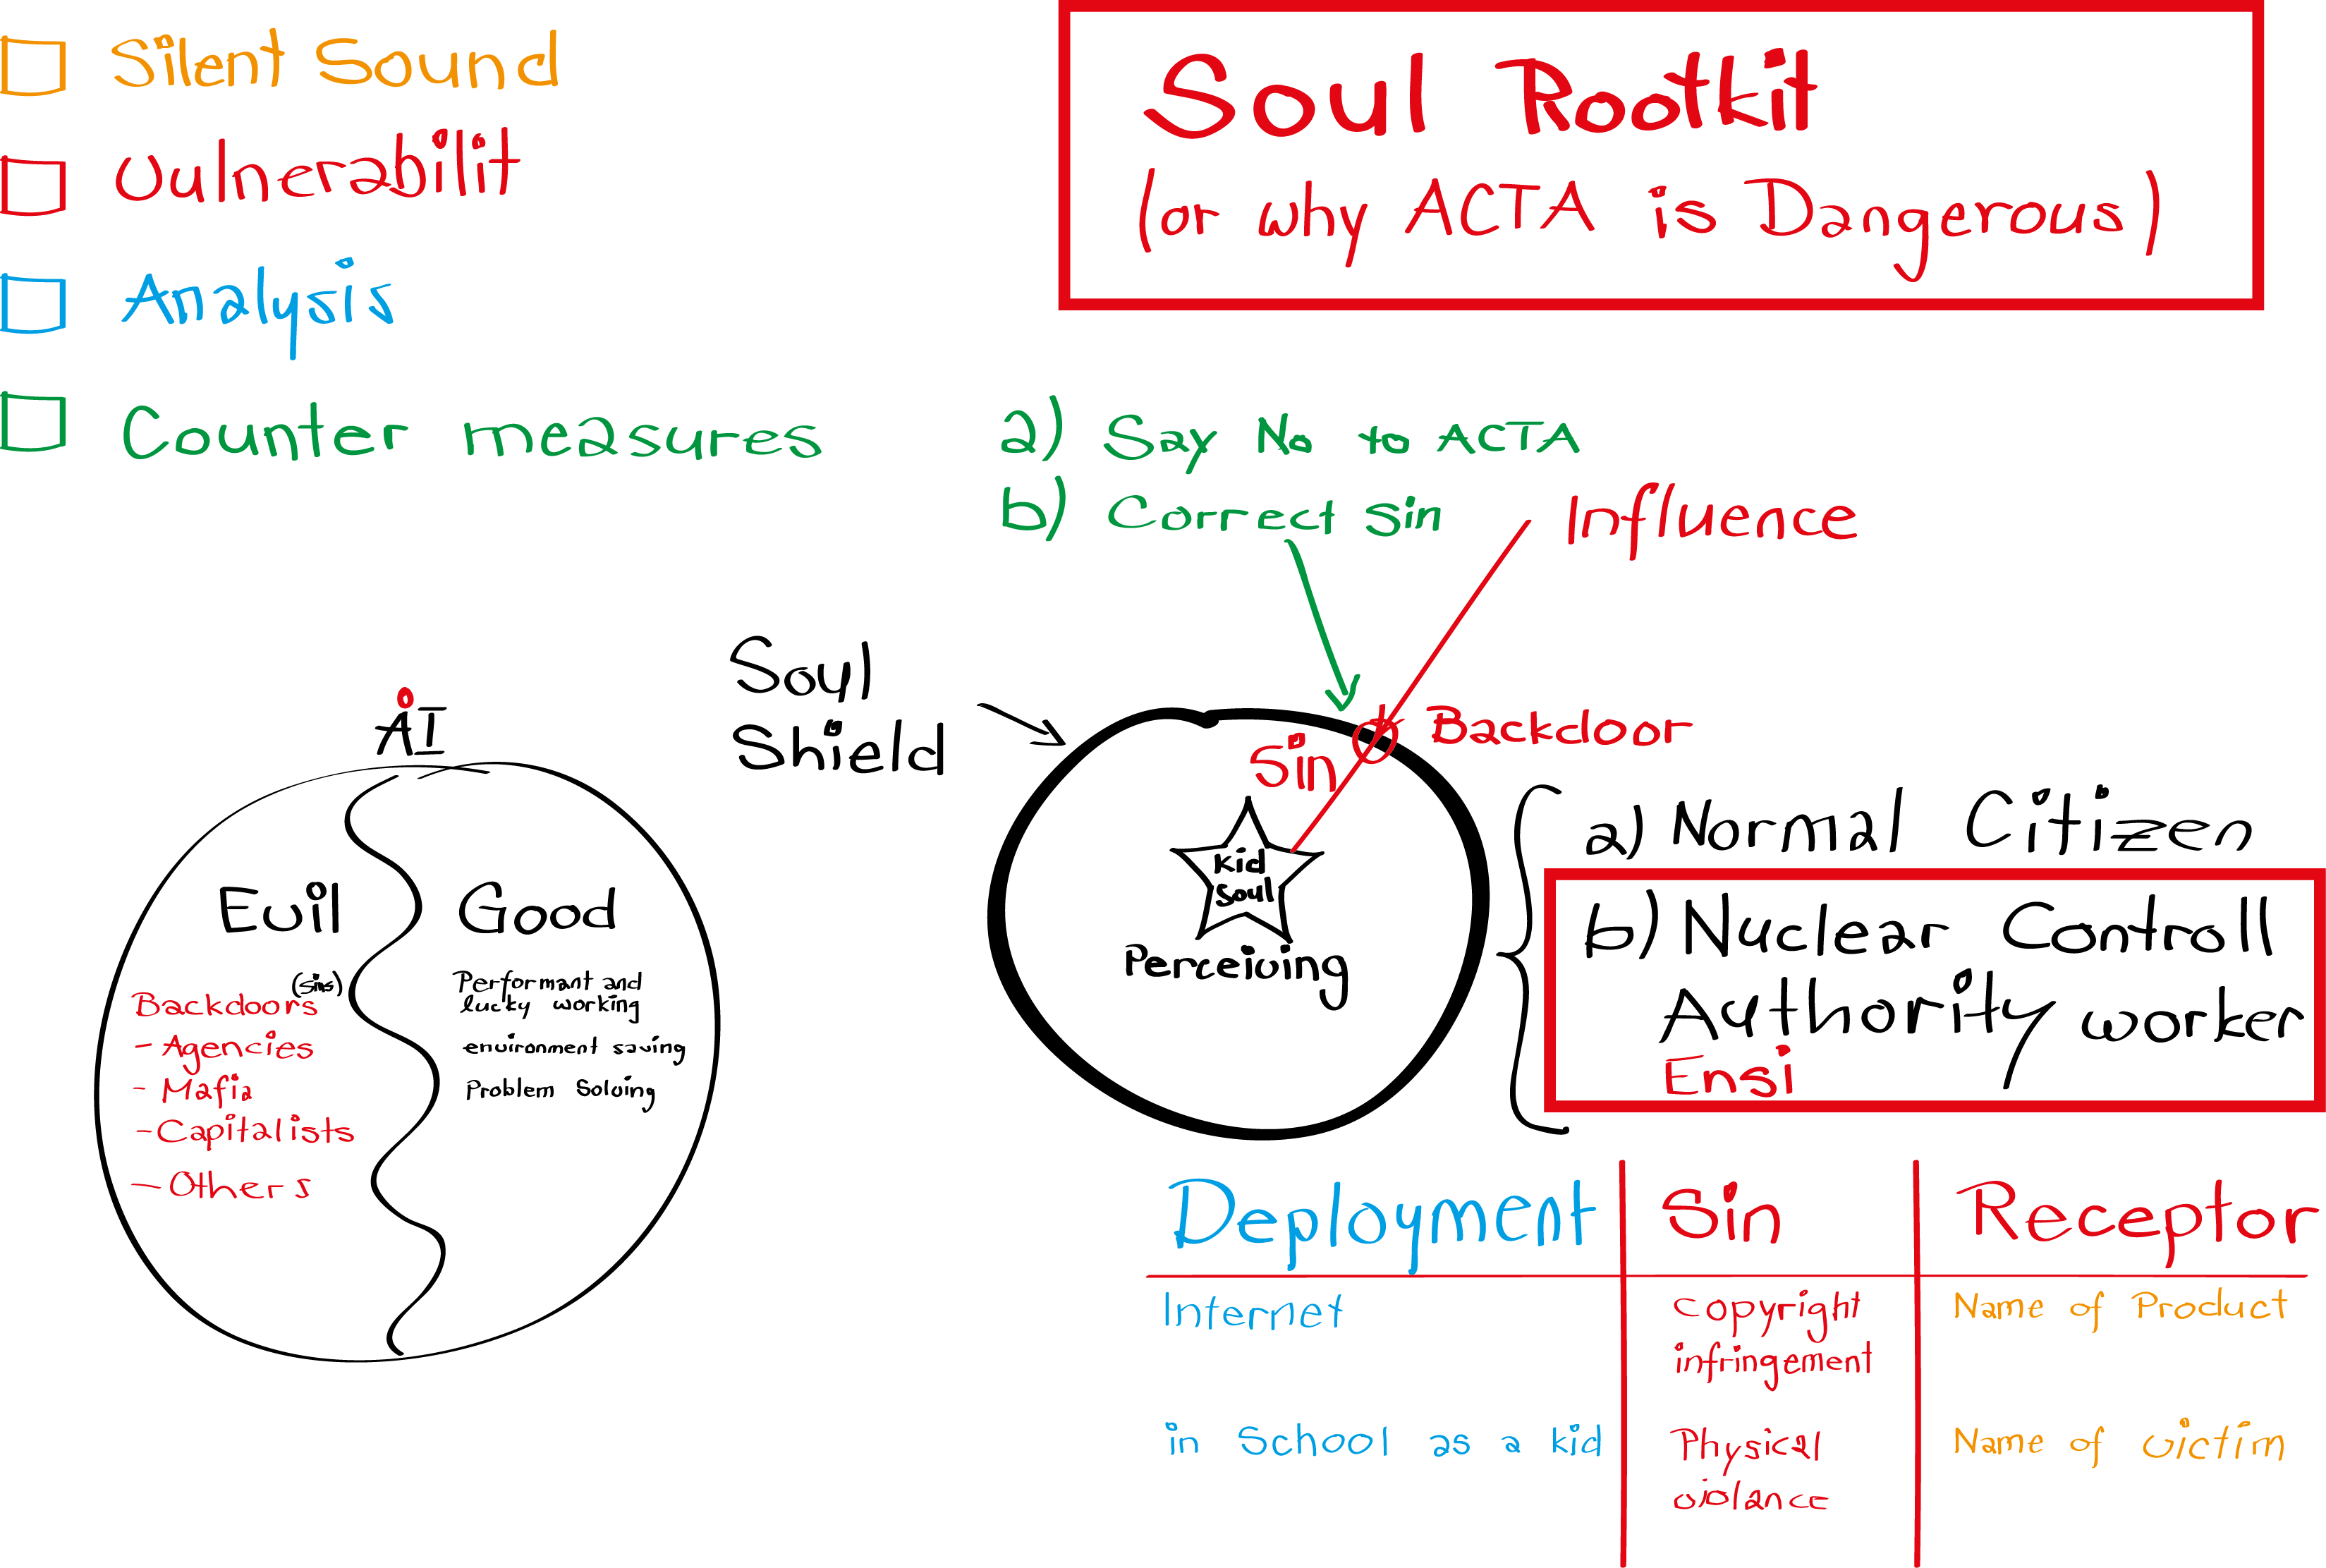 Silent Sound
Vulnerabilit
Analysis
Counter measures
Soul Rootkit
(or why ACTA is Dangerous)
a) Say No to ACTA
b) Correct Sin
Influence
Soul
Shield
Backdoor
Sin
Kid
Soul
Perceiving
AI
Evil
Good
(Sins)
Backdoors
- Agencies
- Mafia
- Capitalists
- Others
Performant and
lucky working
environment saving
Problem Solving
a) Normal Citizen
b) Nuclear Controll
Authority worker
Ensi
Deployment Sin Receptor
Internet Copyright Name of Product
infringement
in School as a kid Physical Name of victim
violance